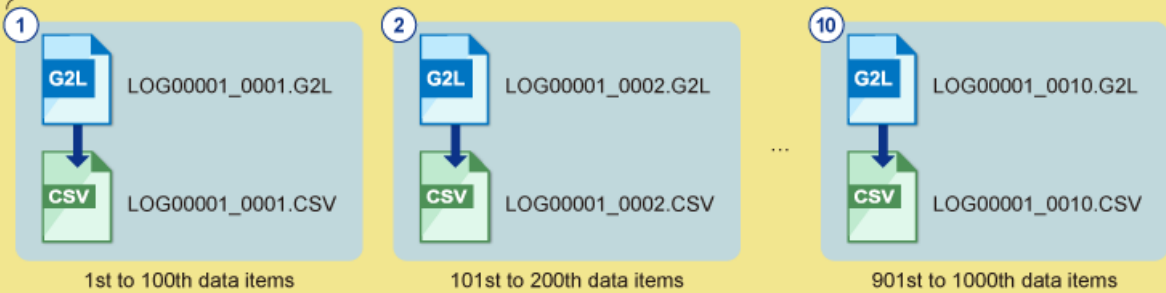 1
G2L
LOG00001_0001.G2L
CSV
LOG00001_0001.CSV
1st to 100th data items
2
G2L
LOG00001_0002.G2L
CSV
LOG00001_0002.CSV
101st to 200th data items
...
10
G2L
LOG00001_0010.G2L
CSV
LOG00001_0010.CSV
901st to 1000th data items